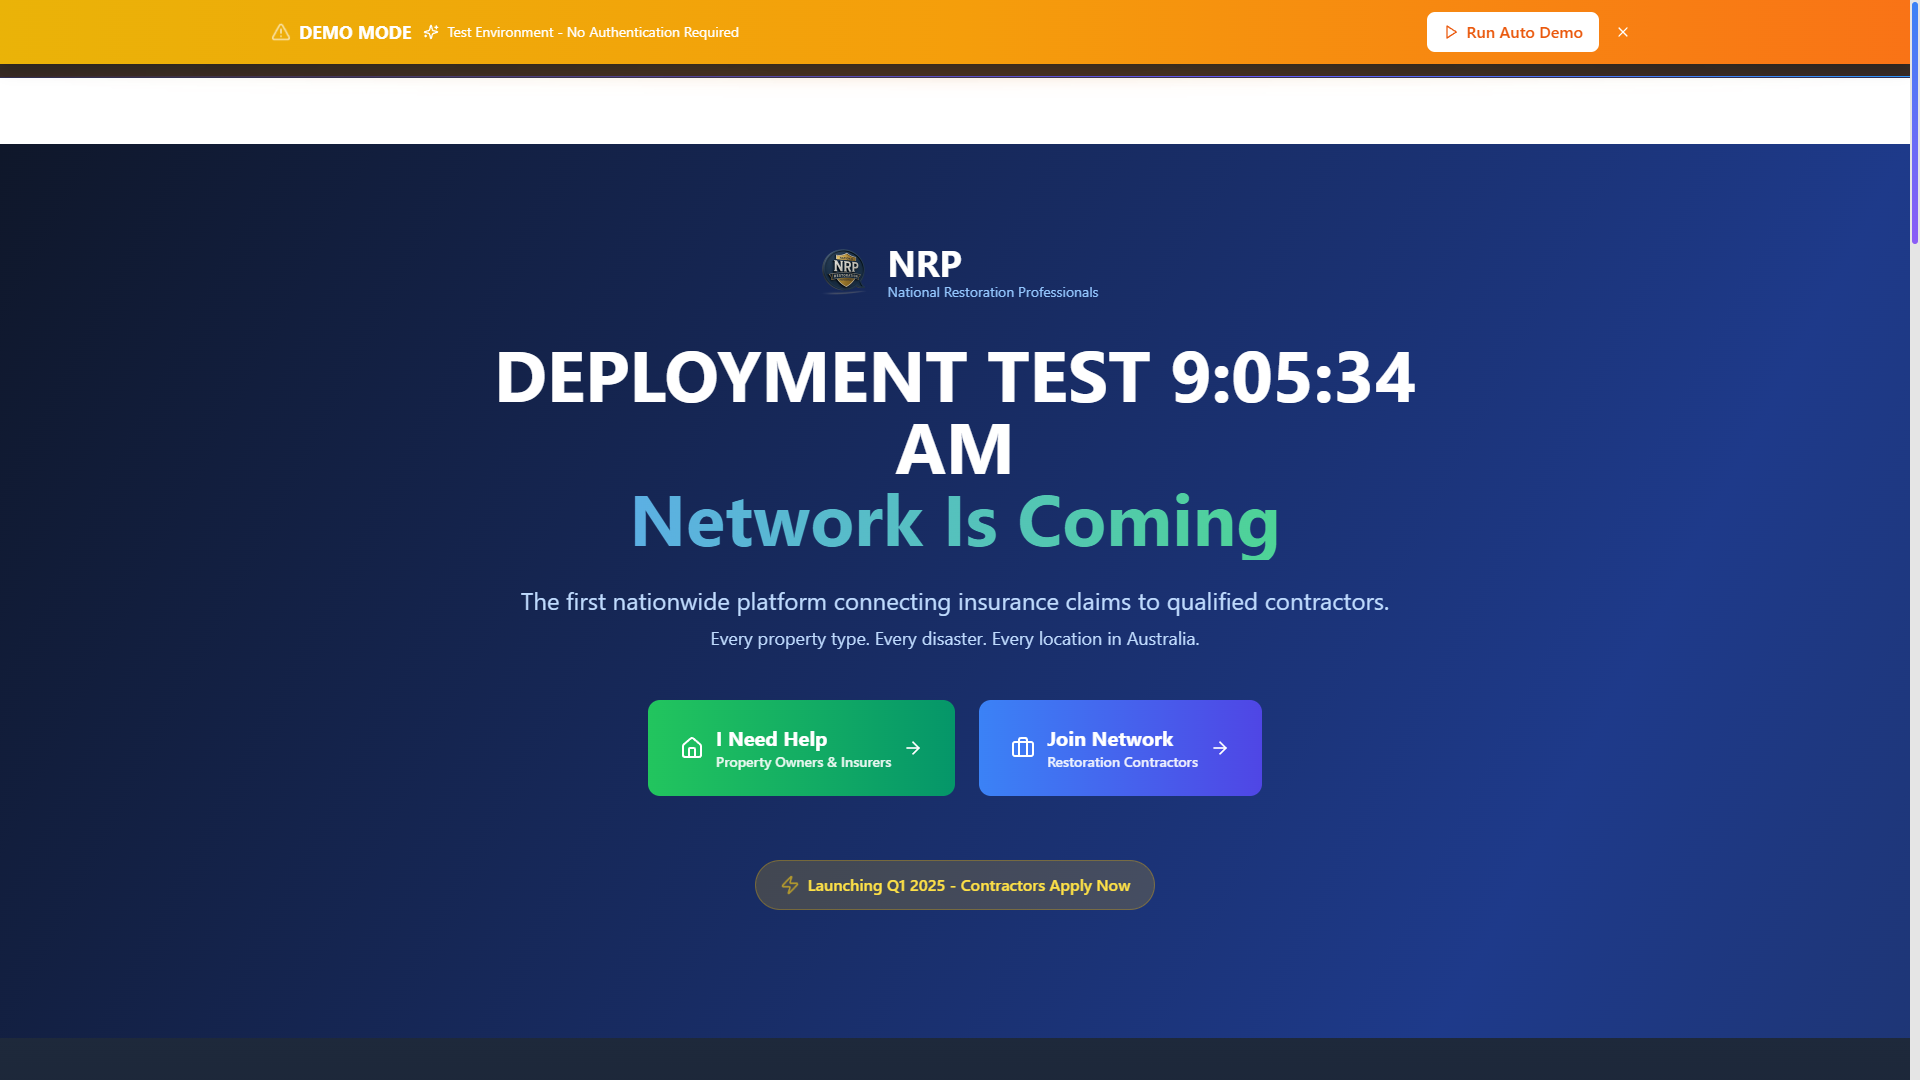 DEMO MODE Test Environment - No Authentication Required
Run Auto Demo
NRP
NRP
National Restoration Professionals
DEPLOYMENT TEST 9:05:34
AM
Network Is Coming
The first nationwide platform connecting insurance claims to qualified contractors.
Every property type. Every disaster. Every location in Australia.
I Need Help
Property Owners & Insurers
Join Network
Restoration Contractors
Launching Q1 2025 - Contractors Apply Now